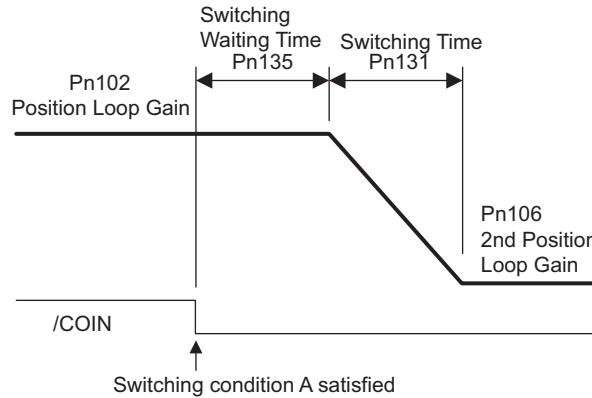 Switching
Waiting Time
Pn135
Switching Time
Pn131
Pn102
Position Loop Gain
Pn106
2nd Position
Loop Gain
/COIN
Switching condition A satisfied